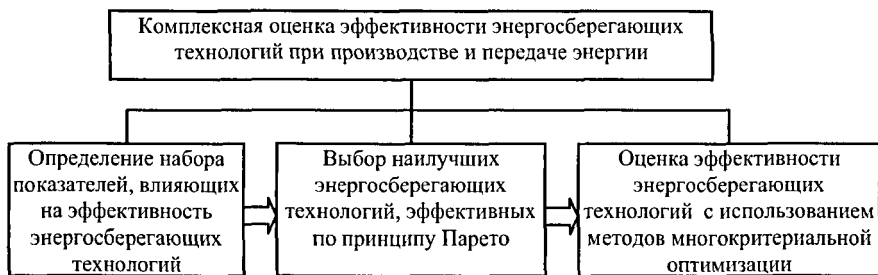 Комплексная оценка эффективности энергосберегающих
технологий при производстве и передаче энергии
Определение набора
показателей, влияющих
на эффективность
энергосберегающих
технологий
Выбор наилучших
энергосберегающих
технологий, эффективных
по принципу Парето
Оценка эффективности
энергосберегающих
технологий с использованием
методов многокритериальной
оптимизации